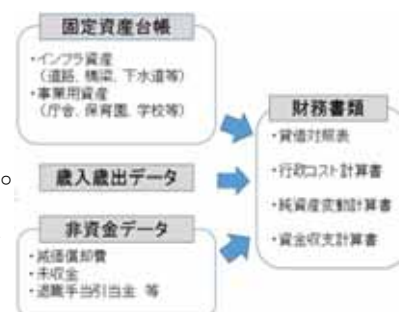 固定資産台帳
・インフラ資産
（道路、橋梁、下水道等）
・事業用資産
（庁舎、保育園、学校等）
。
歳入歳出データ
非資金データ
・減価償却費
・未収金
・退職手当引当金 等
財務書類
・貸借対照表
・行政コスト計算書
・純資産変動計算書
・資金収支計算書